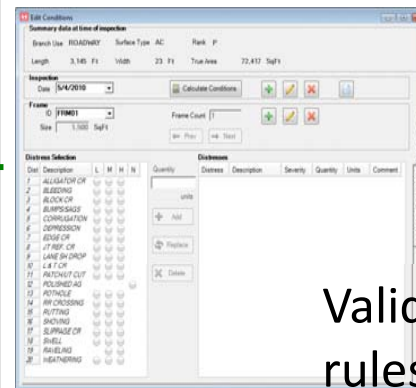 Edit Conditions
Summary data at time of inspection
Branch Use ROADWAY Surface Type AC Rank P
Length 3,145 Ft Width 23 Ft True Area 72,417 SqFt
Inspection
Date 5/4/2010 Calculate Conditions
Frame
ID FRM01 Frame Count 1
Size 1,500 SqFt
Prev Next
Distress Selection Distresses
Dist Description L M H N Quantity Distress Description Severity Quantity Units Comment
1 ALLIGATOR CR
2 BLEEDING
3 BLOCK CR
units
4 BUMPS/SAGS
5 CORRUGATION
Add
6 DEPRESSION
7 EDGE CR
8 JT REF. CR
Replace
9 LANE SH DROP
10 L & T CR
11 PATCH/UT CUT
Delete
12 POLISHED AG
13 POTHOLE
14 RR CROSSING
15 RUTTING
16 SHOVING
17 SLIPPAGE CR
18 SWELL
19 RAVELING
20 WEATHERING
Valid
rules